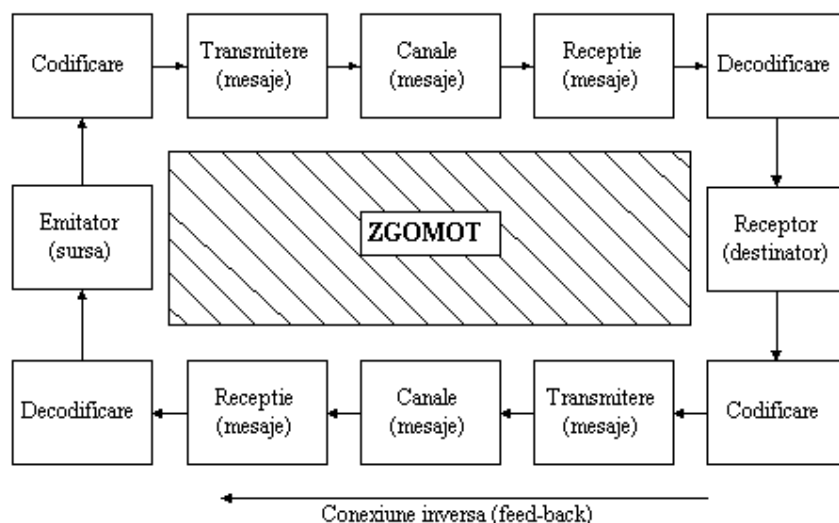 Codificare
Transmitere
(mesaje)
Canale
(mesaje)
Receptie
(mesaje)
Decodificare
Emitator
(sursa)
ZGOMOT
Receptor
(destinator)
Decodificare
Receptie
(mesaje)
Canale
(mesaje)
Transmitere
(mesaje)
Codificare
Conexiune inversa (feed-back)